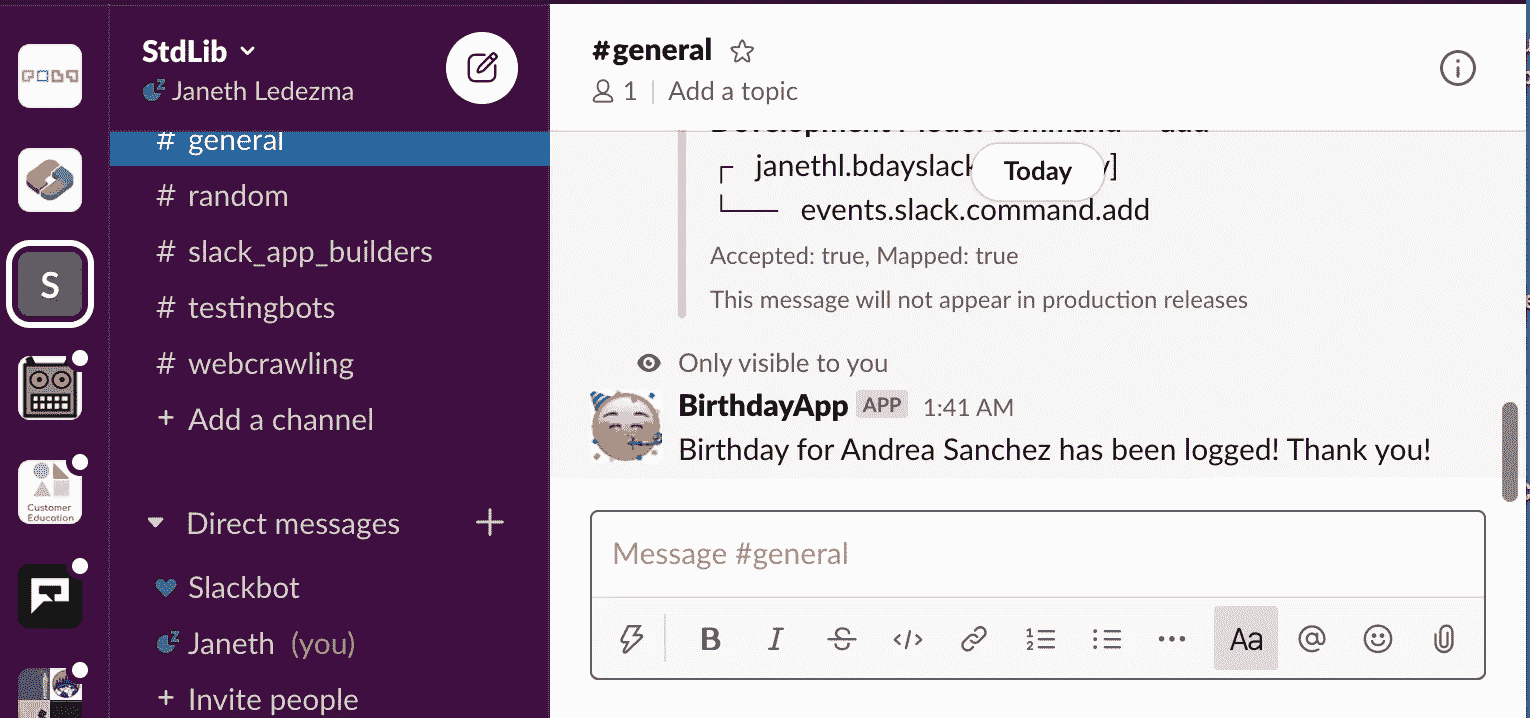 StdLib
Janeth Ledezma
# general
# random
# slack_app_builders
# testingbots
# webcrawling
+ Add a channel
Direct messages
Slackbot
Janeth (you)
+ Invite people
Customer
Education
S
#general
1 | Add a topic
command add
janethl.bdayslack
Today
events.slack.command.add
Accepted: true, Mapped: true
This message will not appear in production releases
Only visible to you
BirthdayApp APP 1:41 AM
Birthday for Andrea Sanchez has been logged! Thank you!
Message #general
B I S </> Aa @